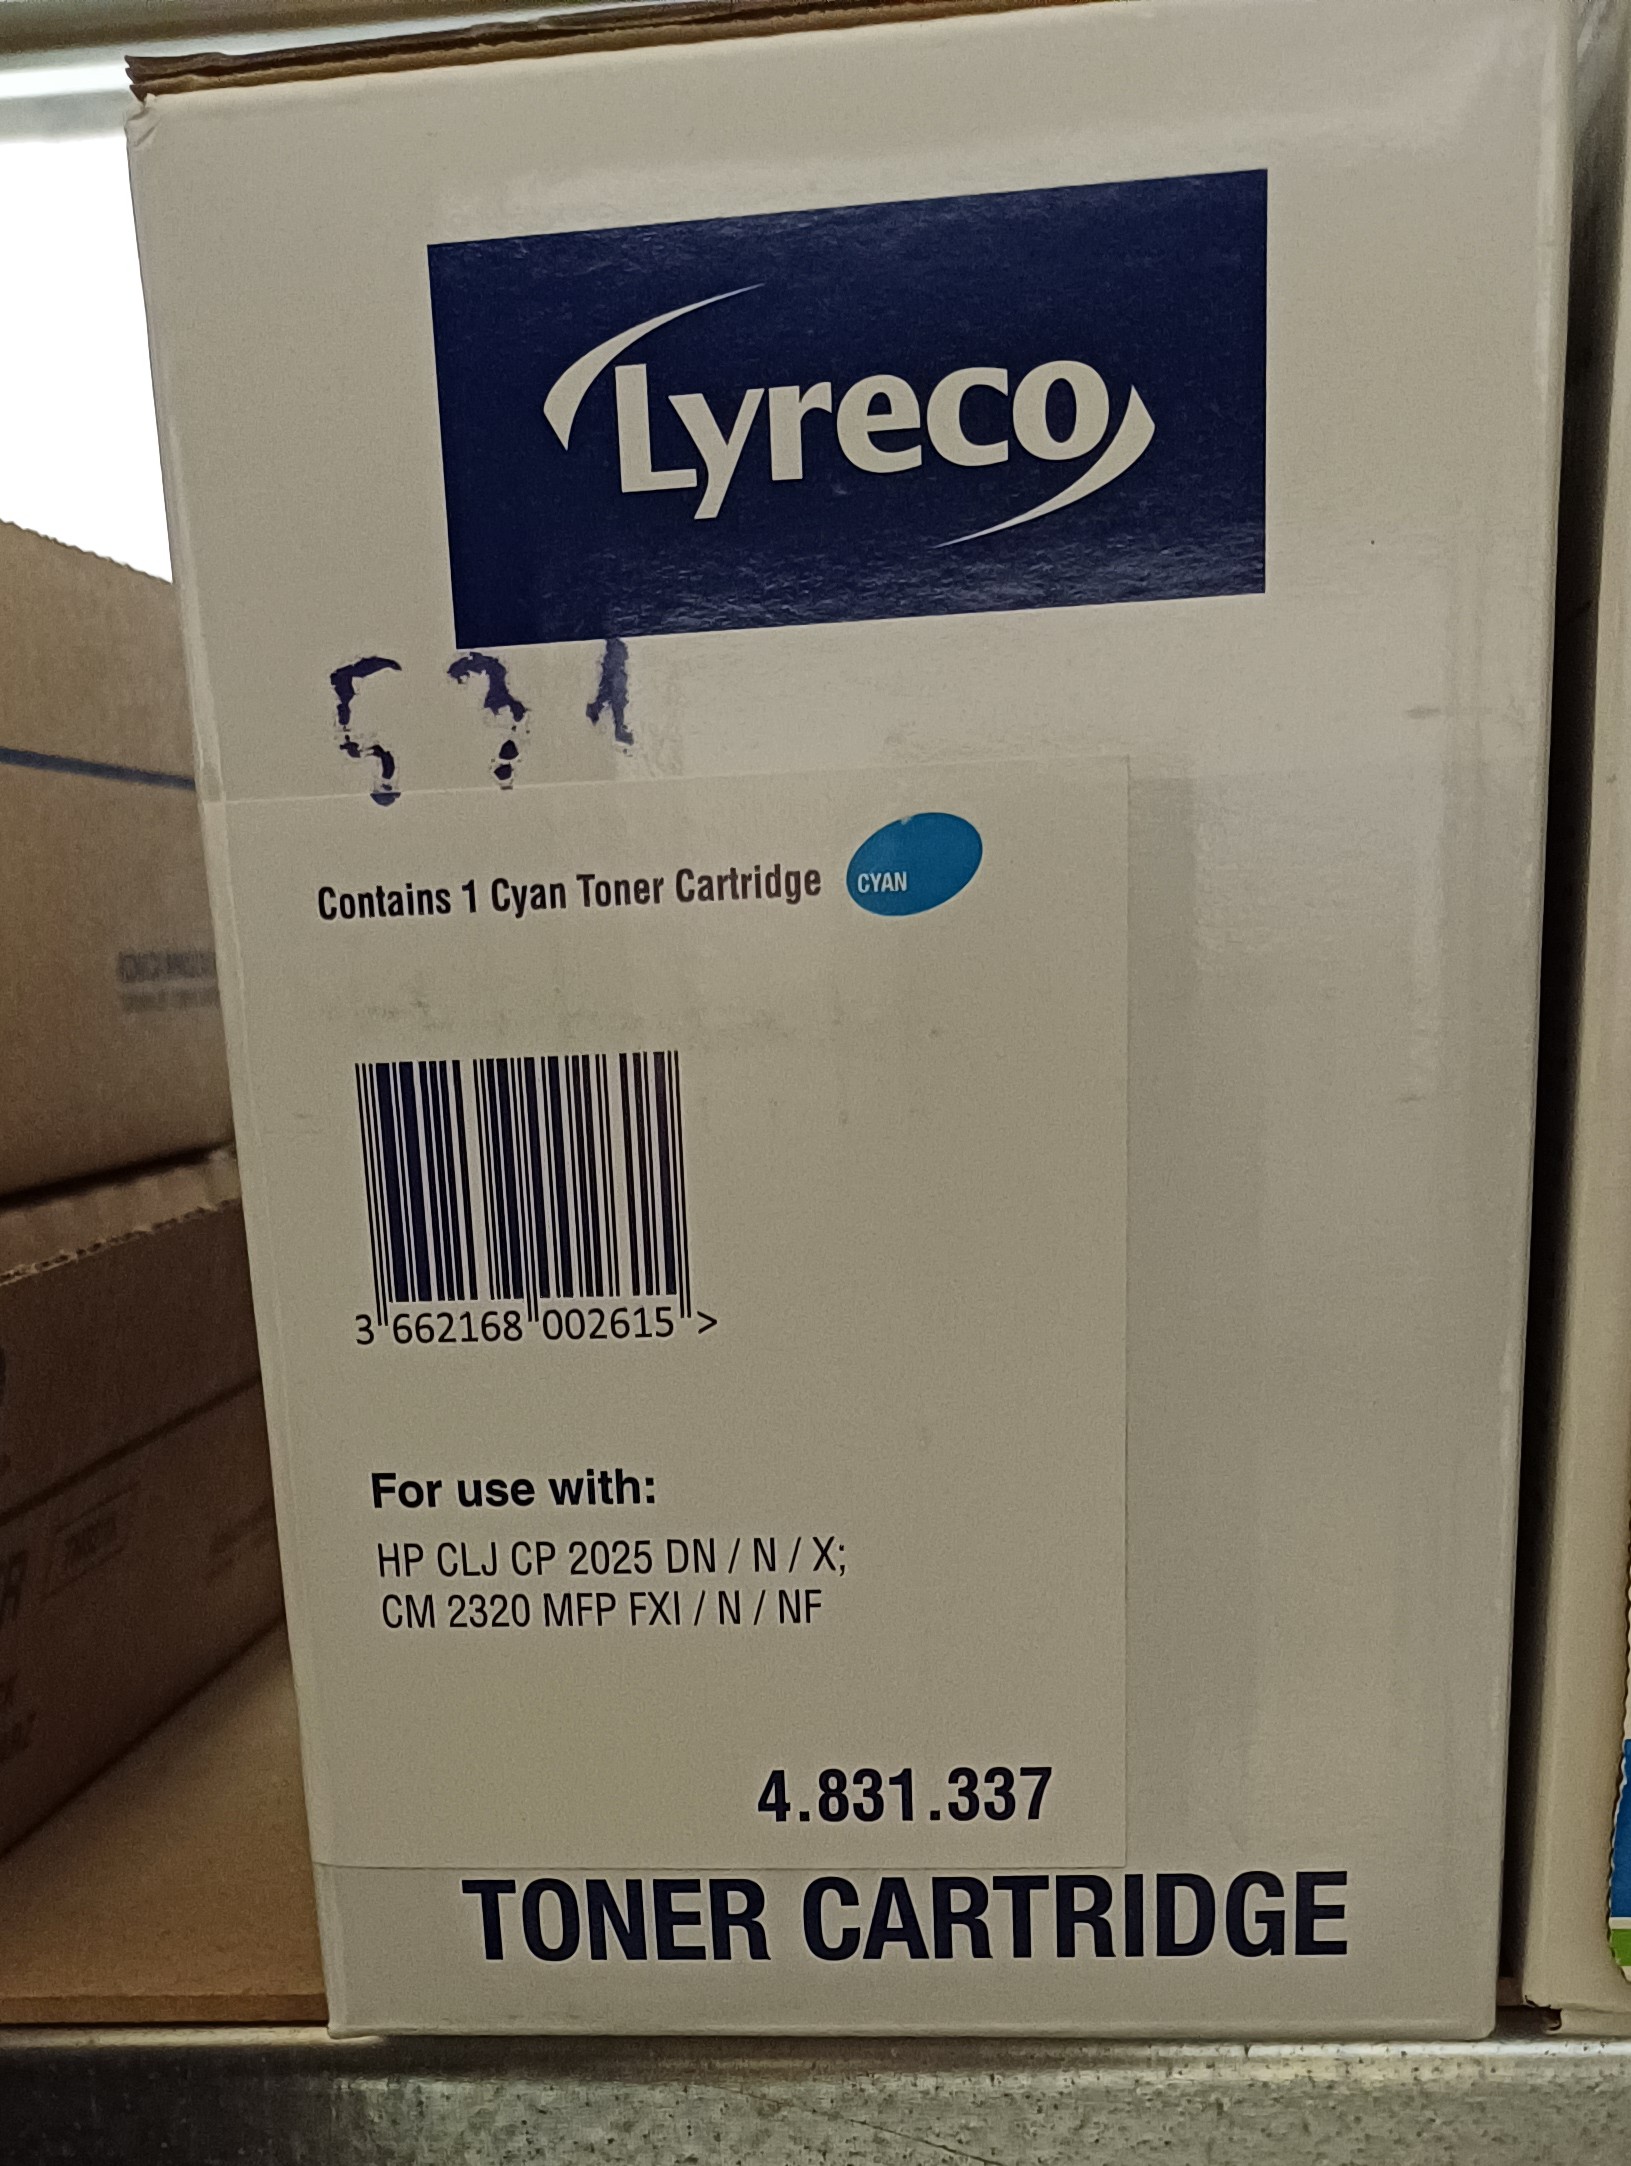 Lyreco
Contains 1 Cyan Toner Cartridge
CYAN
3 662168 002615 >
For use with:
HP CLJ CP 2025 DN / N / X;
CM 2320 MFP FXI / N / NF
4.831.337
TONER CARTRIDGE